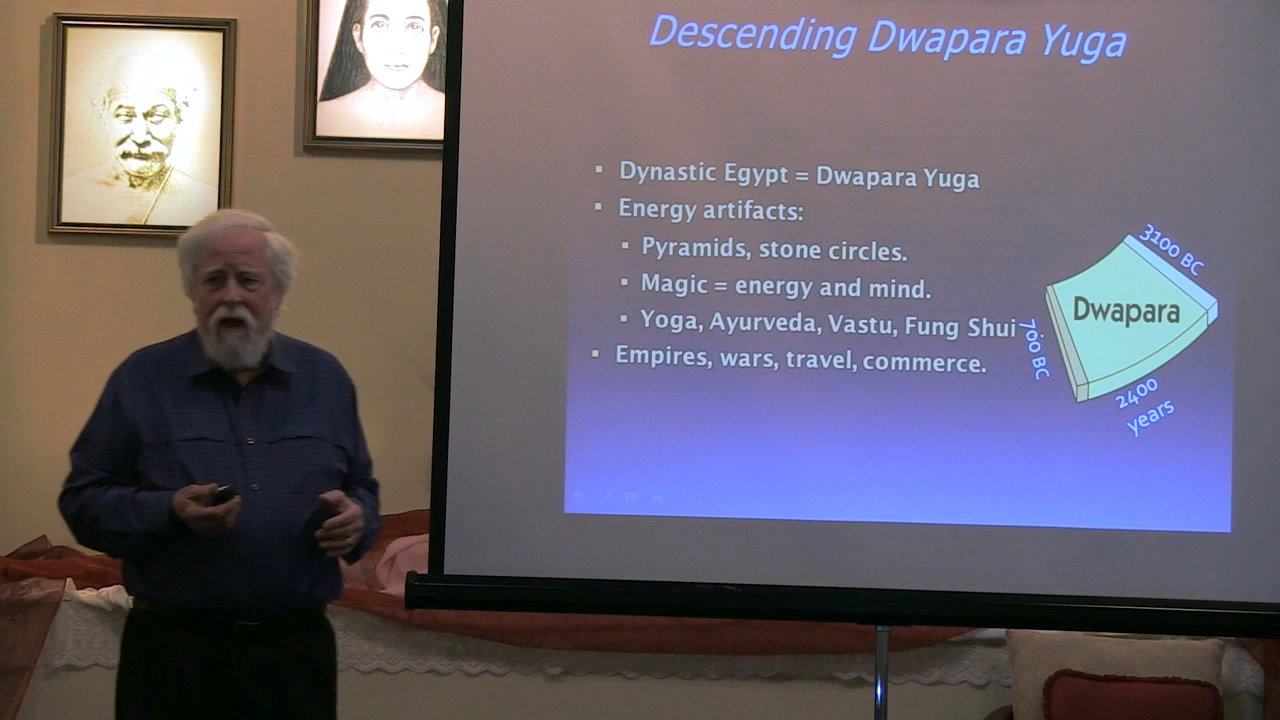 Descending Dwapara Yuga
▪ Dynastic Egypt = Dwapara Yuga
▪ Energy artifacts:
▪ Pyramids, stone circles.
▪ Magic = energy and mind.
▪ Yoga, Ayurveda, Vastu, Fung Shui.
▪ Empires, wars, travel, commerce.
3100 BC
Dwapara
700 BC
2400
years